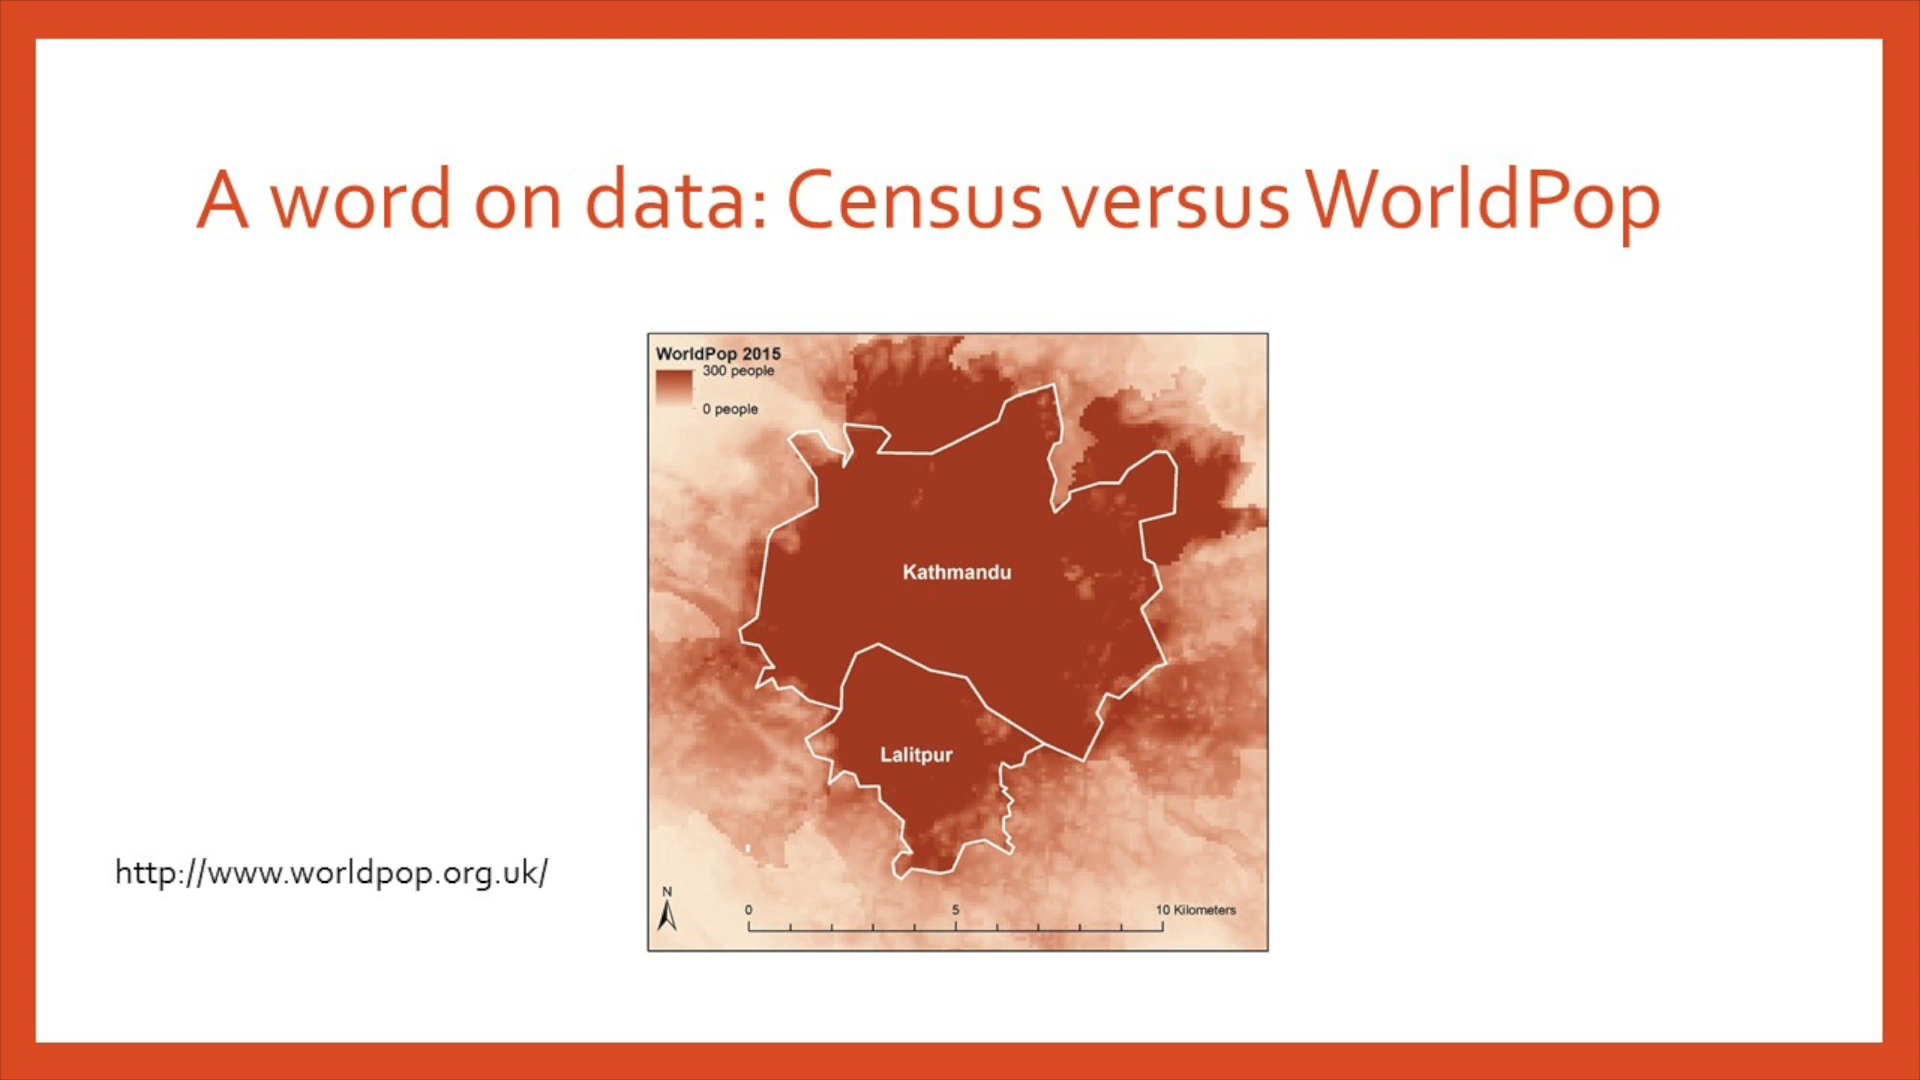 A word on data: Census versus WorldPop
WorldPop 2015
300 people
0 people
Kathmandu
Lalitpur
http://www.worldpop.org.uk/
N
0 5 10 Kilometers